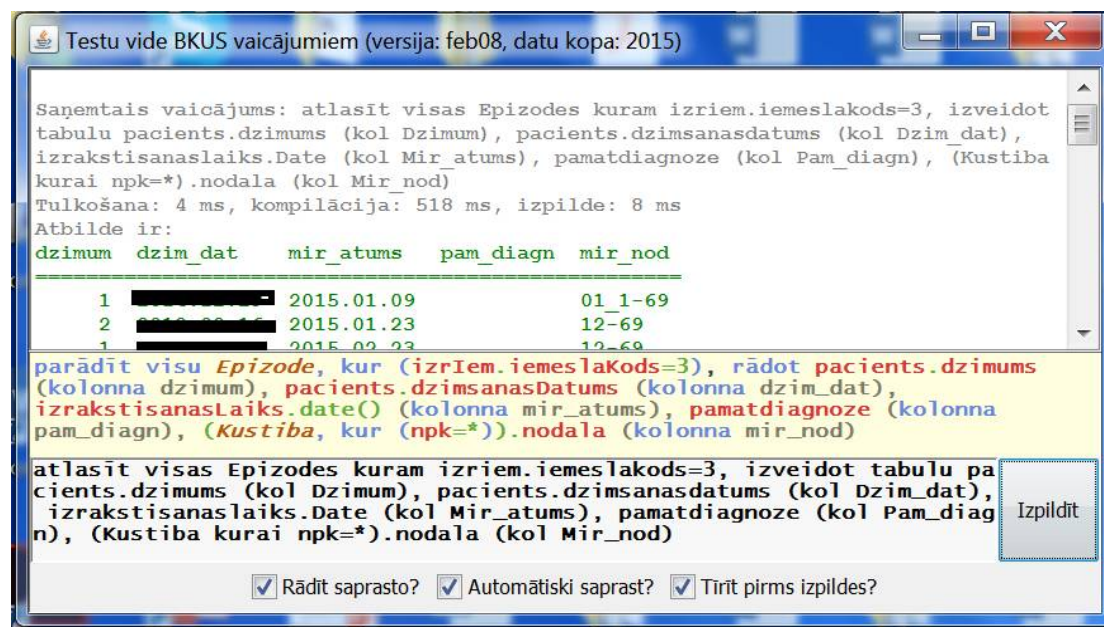 Testu vide BKUS vaicājumiem (versija: feb08, datu kopa: 2015)
Saņemtais vaicājums: atlasīt visas Epizodes kuram izriem.iemeslakods=3, izveidot
tabulu pacients.dzimums (kol Dzimum), pacients.dzimsanasdatums (kol Dzim_dat),
izrakstisanaslaiks.Date (kol Mir_atums), pamatdiagnoze (kol Pam_diagn), (Kustiba
kurai npk=*).nodala (kol Mir_nod)
Tulkošana: 4 ms, kompilācija: 518 ms, izpilde: 8 ms
Atbilde ir:
dzimum dzim_dat mir_atums pam_diagn mir_nod
1 2015.01.09 01_1-69
2 2015.01.23 12-69
1 2015.02.23 12-69
parādīt visu Epizode, kur (izrIem.iemeslaKods=3), rādot pacients.dzimums
(kolonna dzimum), pacients.dzimsanasDatums (kolonna dzim_dat),
izrakstisanasLaiks.date() (kolonna mir_atums), pamatdiagnoze (kolonna
pam_diagn), (Kustiba, kur (npk=*)).nodala (kolonna mir_nod)
atlasīt visas Epizodes kuram izriem.iemeslakods=3, izveidot tabulu pa
cients.dzimums (kol Dzimum), pacients.dzimsanasdatums (kol Dzim_dat),
izrakstisanaslaiks.Date (kol Mir_atums), pamatdiagnoze (kol Pam_diag
n), (Kustiba kurai npk=*).nodala (kol Mir_nod)
Izpildīt
Rādīt saprasto? Automātiski saprast? Tīrīt pirms izpildes?